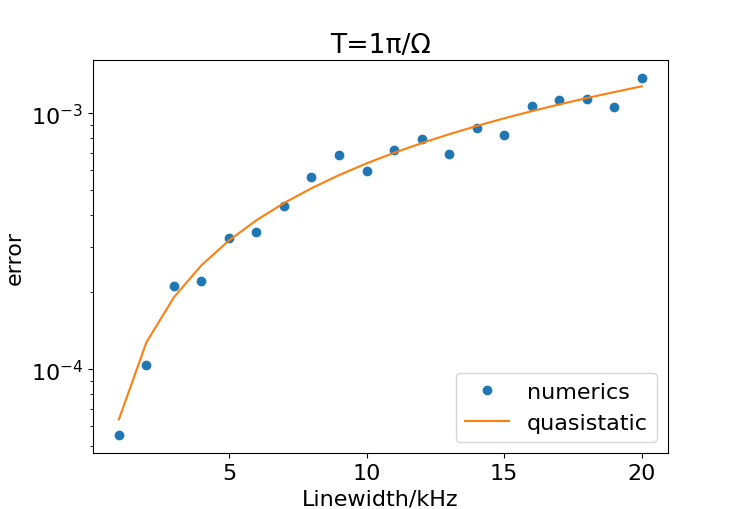 T=1π/Ω
error
10⁻³
10⁻⁴
5 10 15 20
Linewidth/kHz
numerics
quasistatic